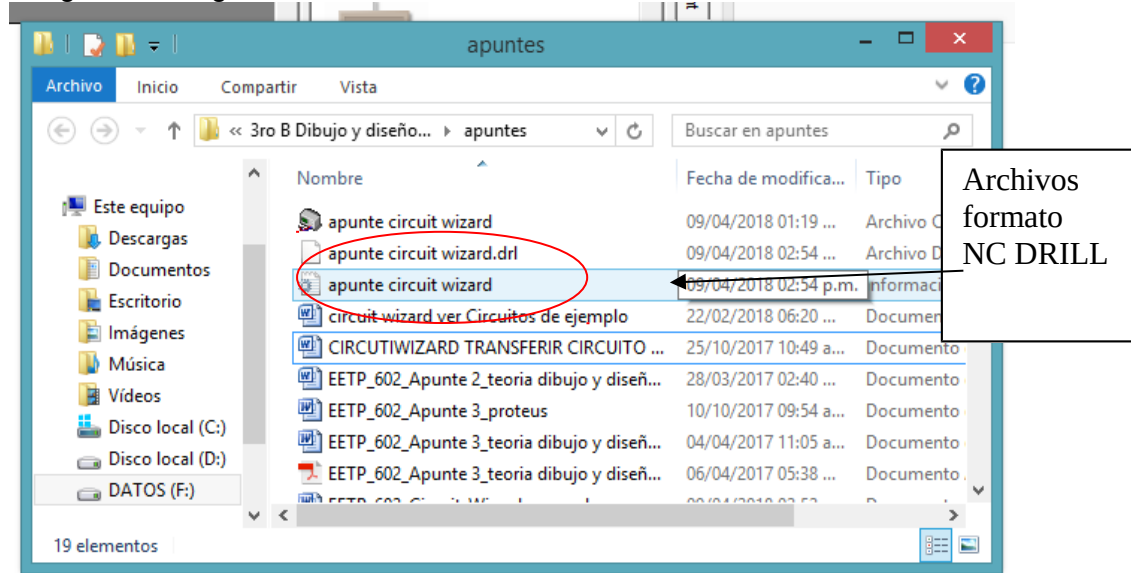 apuntes
Archivo Inicio Compartir Vista
« 3ro B Dibujo y diseño... ▸ apuntes Buscar en apuntes
Nombre Fecha de modifica... Tipo
Este equipo
Descargas
Documentos
Escritorio
Imágenes
Música
Vídeos
Disco local (C:)
Disco local (D:)
DATOS (F:)
apunte circuit wizard 09/04/2018 01:19 ... Archivo C
apunte circuit wizard.drl 09/04/2018 02:54 ... Archivo D
apunte circuit wizard 09/04/2018 02:54 p.m. nformaci
circuit wizard ver Circuitos de ejemplo 22/02/2018 06:20 ... Documen
CIRCUTIWIZARD TRANSFERIR CIRCUITO ... 25/10/2017 10:49 a... Documento
EETP_602_Apunte 2_teoria dibujo y diseñ... 28/03/2017 02:40 ... Documento
EETP_602_Apunte 3_proteus 10/10/2017 09:54 a... Documento
EETP_602_Apunte 3_teoria dibujo y diseñ... 04/04/2017 11:05 a... Documento
EETP_602_Apunte 3_teoria dibujo y diseñ... 06/04/2017 05:38 ... Documento
19 elementos
Archivos
formato
NC DRILL